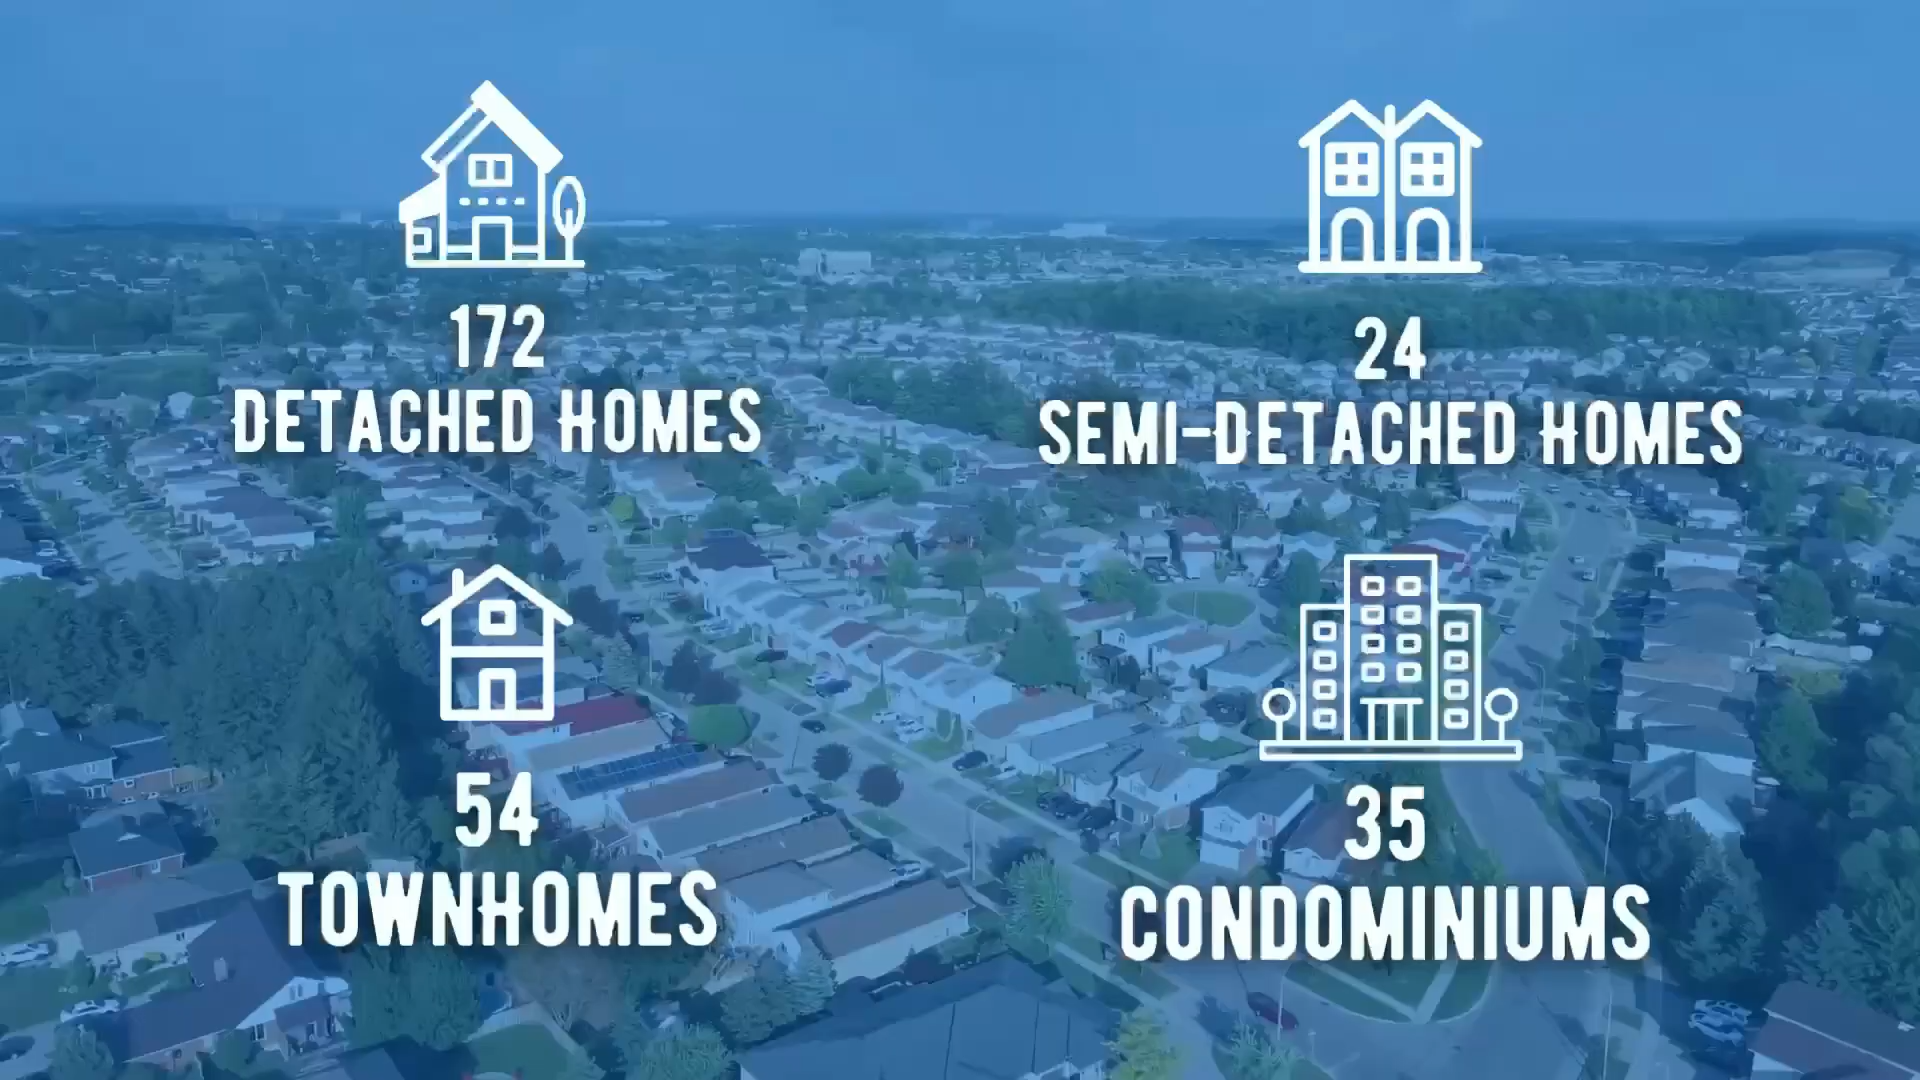 172
DETACHED HOMES
24
SEMI-DETACHED HOMES
54
TOWNHOMES
35
CONDOMINIUMS